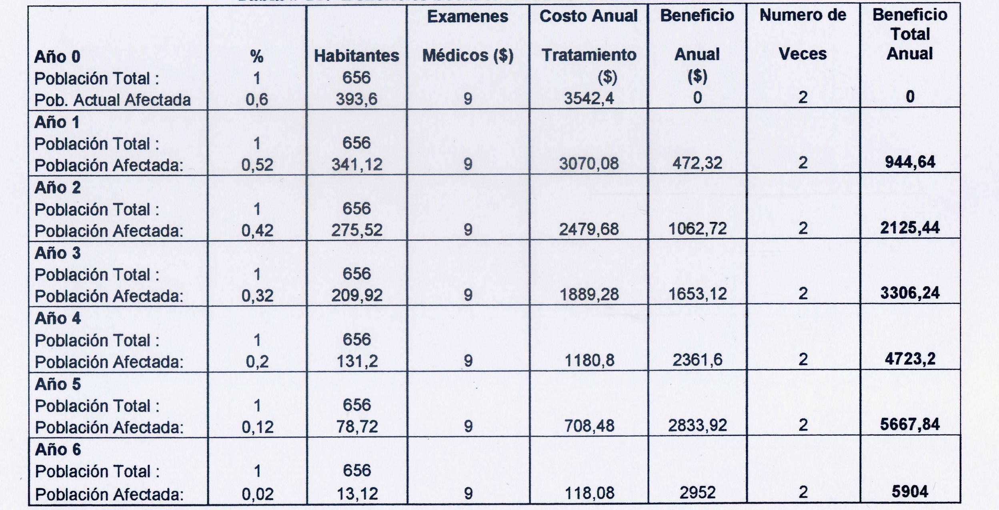 Examenes Costo Anual Beneficio Numero de Beneficio
Total
Año 0 % Habitantes Médicos ($) Tratamiento Anual Veces Anual
Población Total : 1 656 ($) ($)
Pob. Actual Afectada 0,6 393,6 9 3542,4 0 2 0
Año 1
Población Total : 1 656
Población Afectada: 0,52 341,12 9 3070,08 472,32 2 944,64
Año 2
Población Total : 1 656
Población Afectada: 0,42 275,52 9 2479,68 1062,72 2 2125,44
Año 3
Población Total : 1 656
Población Afectada: 0,32 209,92 9 1889,28 1653,12 2 3306,24
Año 4
Población Total : 1 656
Población Afectada: 0,2 131,2 9 1180,8 2361,6 2 4723,2
Año 5
Población Total : 1 656
Población Afectada: 0,12 78,72 9 708,48 2833,92 2 5667,84
Año 6
Población Total : 1 656
Población Afectada: 0,02 13,12 9 118,08 2952 2 5904